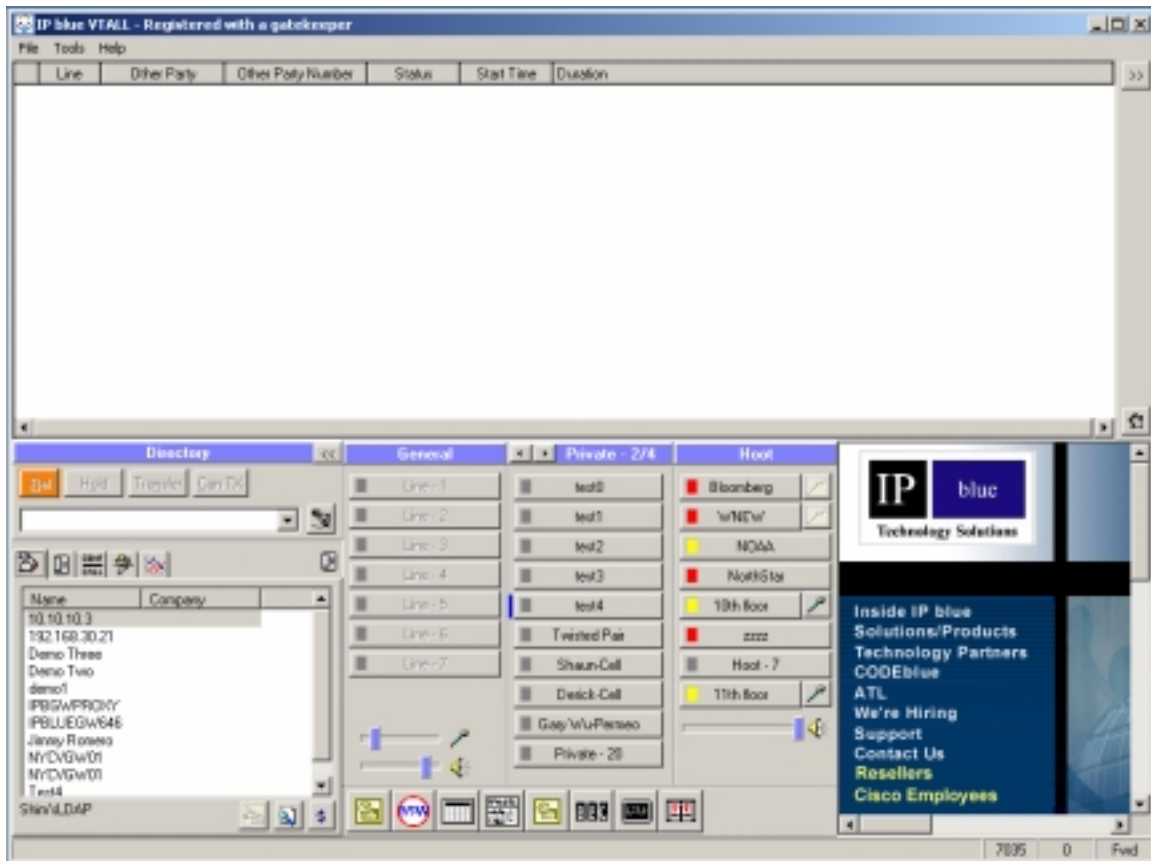 IP blue VTALL - Registered with a gatekeeper
File Tools Help
Line Other Party Other Party Number Status Start Time Duration >>
Directory <<
Dial Hold Transfer
Name Company
10.10.10.3
192.168.30.21
Demo Three
Demo Two
demo1
IPBGWPROXY
IPBLUEGW646
Jimmy Romero
NYCVGW01
NYCVGW01
Test4
General
Line - 1
Line - 2
Line - 3
Line - 4
Line - 5
Line - 6
Line - 7
Private - 2/4
test0
test1
test2
test3
test4
Twisted Pair
Shaun-Cell
Desick-Cell
Gary Wu-Permeo
Private - 20
Hoot
Bloomberg
'WNEW'
NOAA
NorthStar
10th floor
zzzz
Hoot - 7
11th floor
IP blue
Technology Solutions
Inside IP blue
Solutions/Products
Technology Partners
CODEblue
ATL
We're Hiring
Support
Contact Us
Resellers
Cisco Employees
7035 0 Fwd